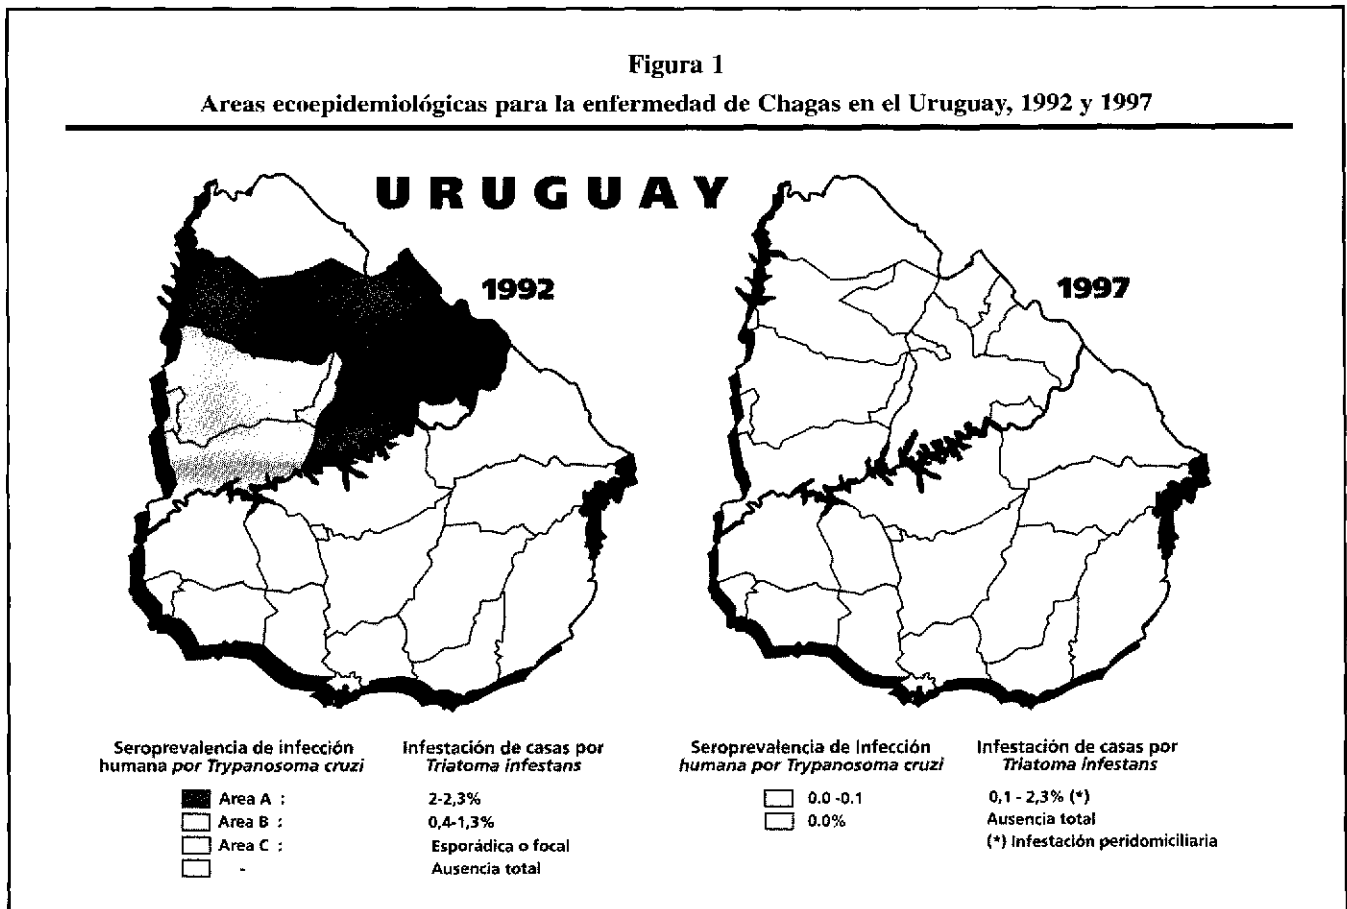 Figura 1
Areas ecoepidemiológicas para la enfermedad de Chagas en el Uruguay, 1992 y 1997
URUGUAY
1992
1997
Seroprevalencia de infección
humana por Trypanosoma cruzi
Infestación de casas por
Triatoma infestans
Area A :
2-2,3%
Area B :
0,4-1,3%
Area C :
Esporádica o focal
-
Ausencia total
Seroprevalencia de Infección
humana por Trypanosoma cruzi
Infestación de casas por
Triatoma infestans
0.0 -0.1
0,1 - 2,3% (*)
0.0%
Ausencia total
(*) Infestación peridomiciliaria